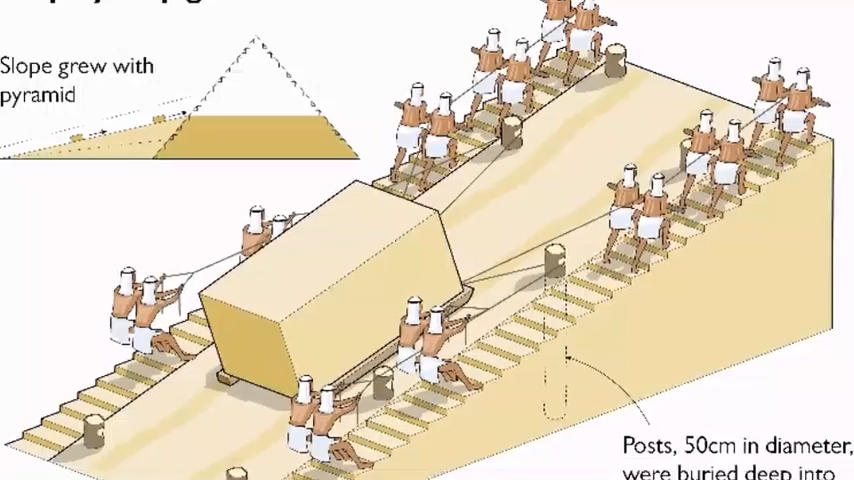 Slope grew with
pyramid
Posts, 50cm in diameter,
were buried deep into